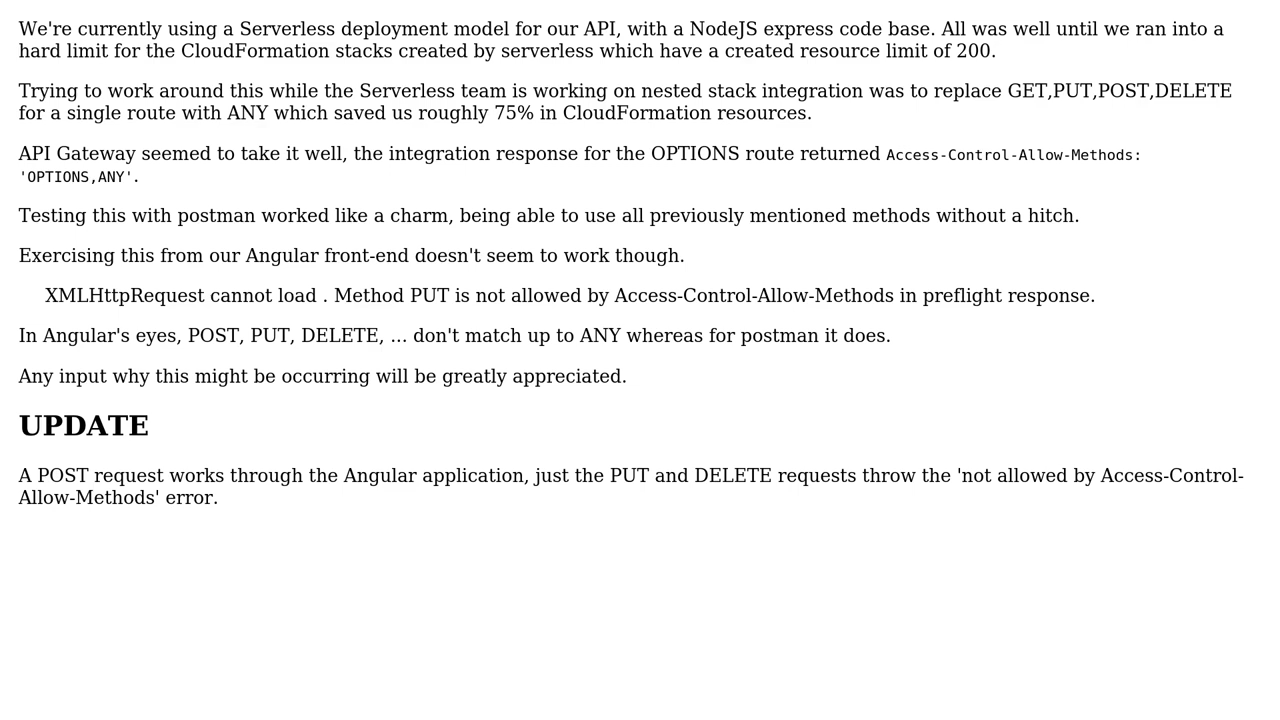 We're currently using a Serverless deployment model for our API, with a NodeJS express code base. All was well until we ran into a
hard limit for the CloudFormation stacks created by serverless which have a created resource limit of 200.
Trying to work around this while the Serverless team is working on nested stack integration was to replace GET,PUT,POST,DELETE
for a single route with ANY which saved us roughly 75% in CloudFormation resources.
API Gateway seemed to take it well, the integration response for the OPTIONS route returned Access-Control-Allow-Methods:
'OPTIONS,ANY'.
Testing this with postman worked like a charm, being able to use all previously mentioned methods without a hitch.
Exercising this from our Angular front-end doesn't seem to work though.
XMLHttpRequest cannot load . Method PUT is not allowed by Access-Control-Allow-Methods in preflight response.
In Angular's eyes, POST, PUT, DELETE, ... don't match up to ANY whereas for postman it does.
Any input why this might be occurring will be greatly appreciated.
UPDATE
A POST request works through the Angular application, just the PUT and DELETE requests throw the 'not allowed by Access-Control-
Allow-Methods' error.